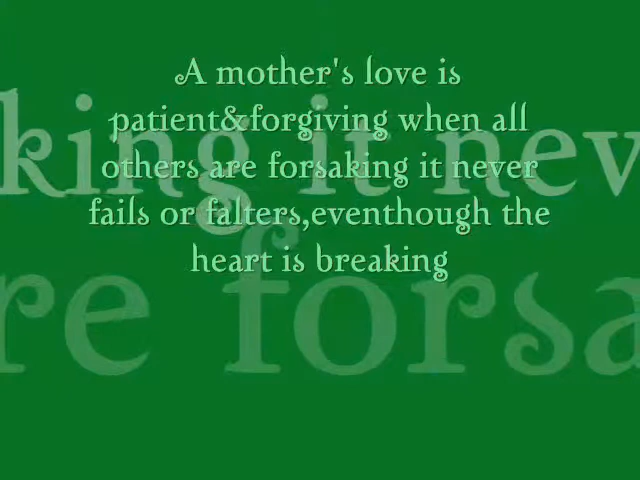 A mother's love is
patient&forgiving when all
others are forsaking it never
fails or falters,eventhough the
heart is breaking
king it nev
re forsa